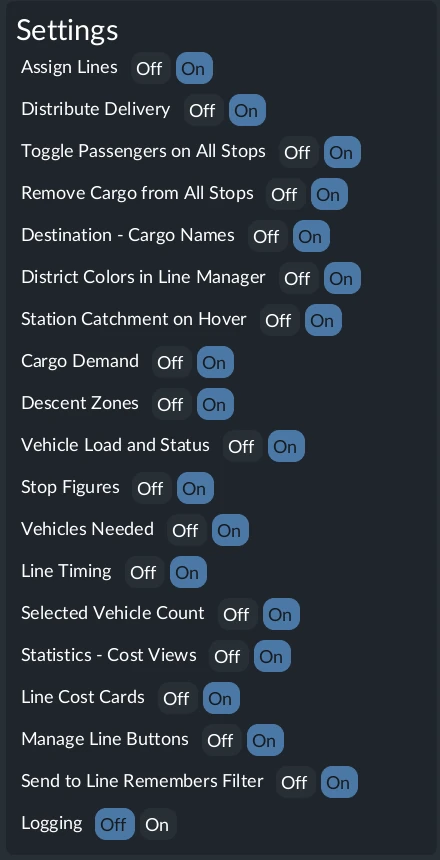 Settings
Assign Lines Off On
Distribute Delivery Off On
Toggle Passengers on All Stops Off On
Remove Cargo from All Stops Off On
Destination - Cargo Names Off On
District Colors in Line Manager Off On
Station Catchment on Hover Off On
Cargo Demand Off On
Descent Zones Off On
Vehicle Load and Status Off On
Stop Figures Off On
Vehicles Needed Off On
Line Timing Off On
Selected Vehicle Count Off On
Statistics - Cost Views Off On
Line Cost Cards Off On
Manage Line Buttons Off On
Send to Line Remembers Filter Off On
Logging Off On